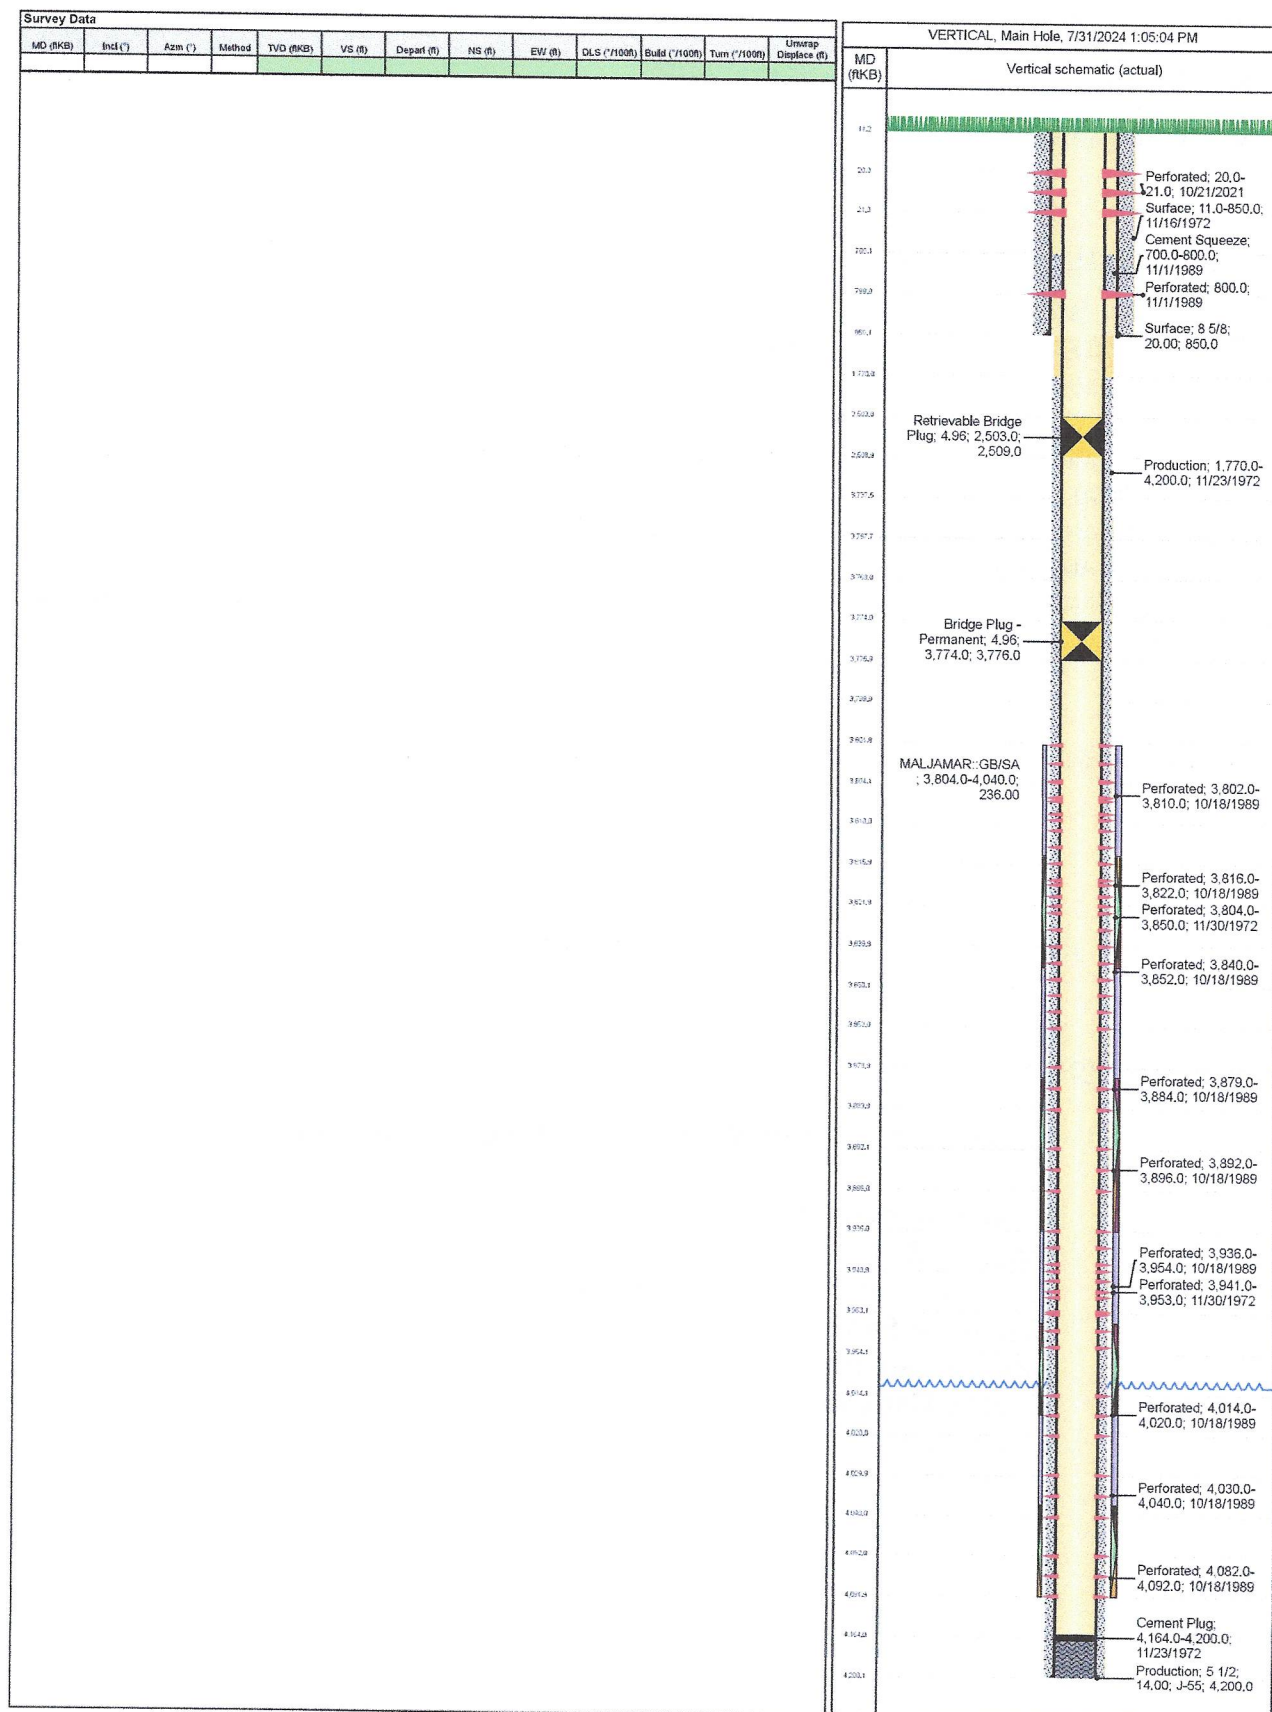 Survey Data
MD (ftKB) Incl (°) Azm (°) Method TVD (ftKB) VS (ft) Depart (ft) NS (ft) EW (ft) DLS (°/100ft) Build (°/100ft) Turn (°/100ft) Unwrap
Displace (ft)
VERTICAL, Main Hole, 7/31/2024 1:05:04 PM
MD
(ftKB)
Vertical schematic (actual)
Perforated; 20.0-
21.0; 10/21/2021
Surface; 11.0-850.0;
11/16/1972
Cement Squeeze;
700.0-800.0;
11/1/1989
Perforated; 800.0;
11/1/1989
Surface; 8 5/8;
20.00; 850.0
Retrievable Bridge
Plug; 4.96; 2,503.0;
2,509.0
Production; 1,770.0-
4,200.0; 11/23/1972
Bridge Plug -
Permanent; 4.96;
3,774.0; 3,776.0
MALJAMAR::GB/SA
; 3,804.0-4,040.0;
236.00
Perforated; 3,802.0-
3,810.0; 10/18/1989
Perforated; 3,816.0-
3,822.0; 10/18/1989
Perforated; 3,804.0-
3,850.0; 11/30/1972
Perforated; 3,840.0-
3,852.0; 10/18/1989
Perforated; 3,879.0-
3,884.0; 10/18/1989
Perforated; 3,892.0-
3,896.0; 10/18/1989
Perforated; 3,936.0-
3,954.0; 10/18/1989
Perforated; 3,941.0-
3,953.0; 11/30/1972
Perforated; 4,014.0-
4,020.0; 10/18/1989
Perforated; 4,030.0-
4,040.0; 10/18/1989
Perforated; 4,082.0-
4,092.0; 10/18/1989
Cement Plug;
4,164.0-4,200.0;
11/23/1972
Production; 5 1/2;
14.00; J-55; 4,200.0